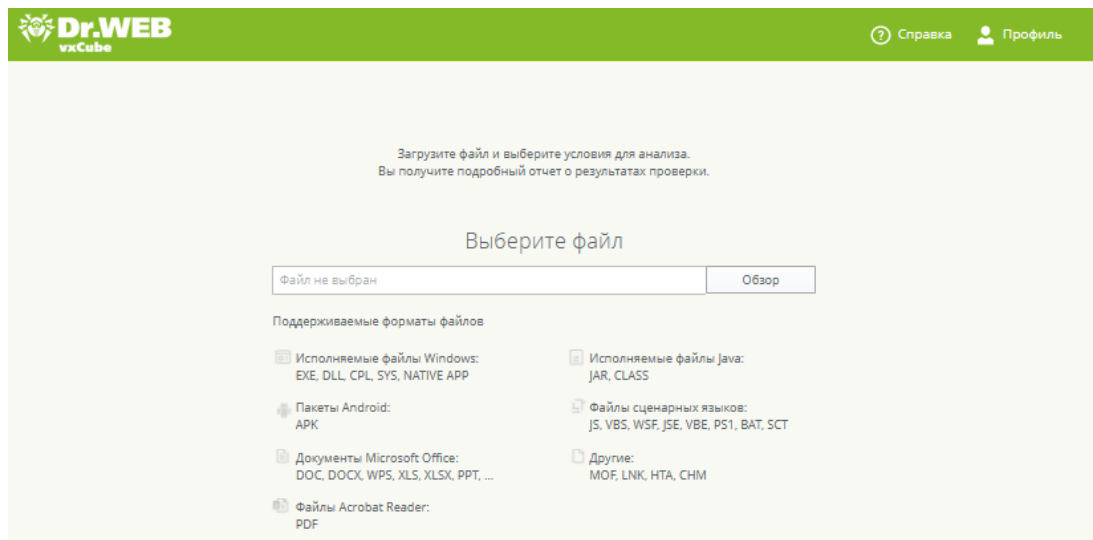 Dr.WEB
vxCube
Справка
Профиль
Загрузите файл и выберите условия для анализа.
Вы получите подробный отчет о результатах проверки.
Выберите файл
Файл не выбран
Обзор
Поддерживаемые форматы файлов
Исполняемые файлы Windows:
EXE, DLL, CPL, SYS, NATIVE APP
Исполняемые файлы Java:
JAR, CLASS
Пакеты Android:
APK
Файлы сценарных языков:
JS, VBS, WSF, JSE, VBE, PS1, BAT, SCT
Документы Microsoft Office:
DOC, DOCX, WPS, XLS, XLSX, PPT, ...
Другие:
MOF, LNK, HTA, CHM
Файлы Acrobat Reader:
PDF